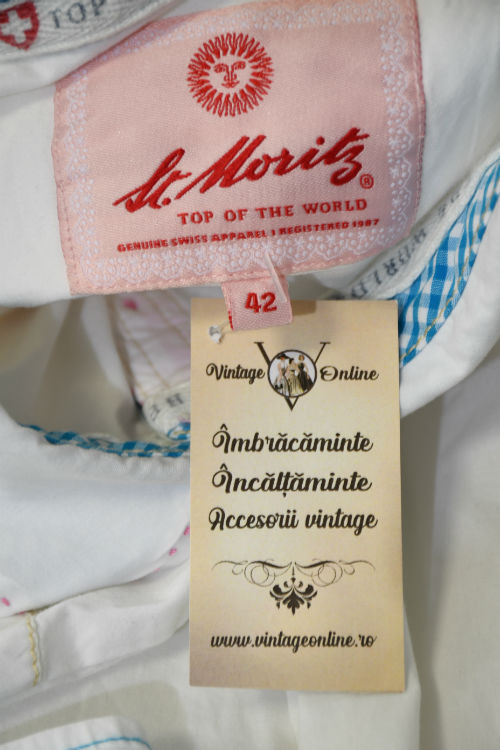 TOP
St. Moritz®
TOP OF THE WORLD
GENUINE SWISS APPAREL | REGISTERED 1987
42
Vintage Online
Îmbrăcăminte
Încălțăminte
Accesorii vintage
www.vintageonline.ro